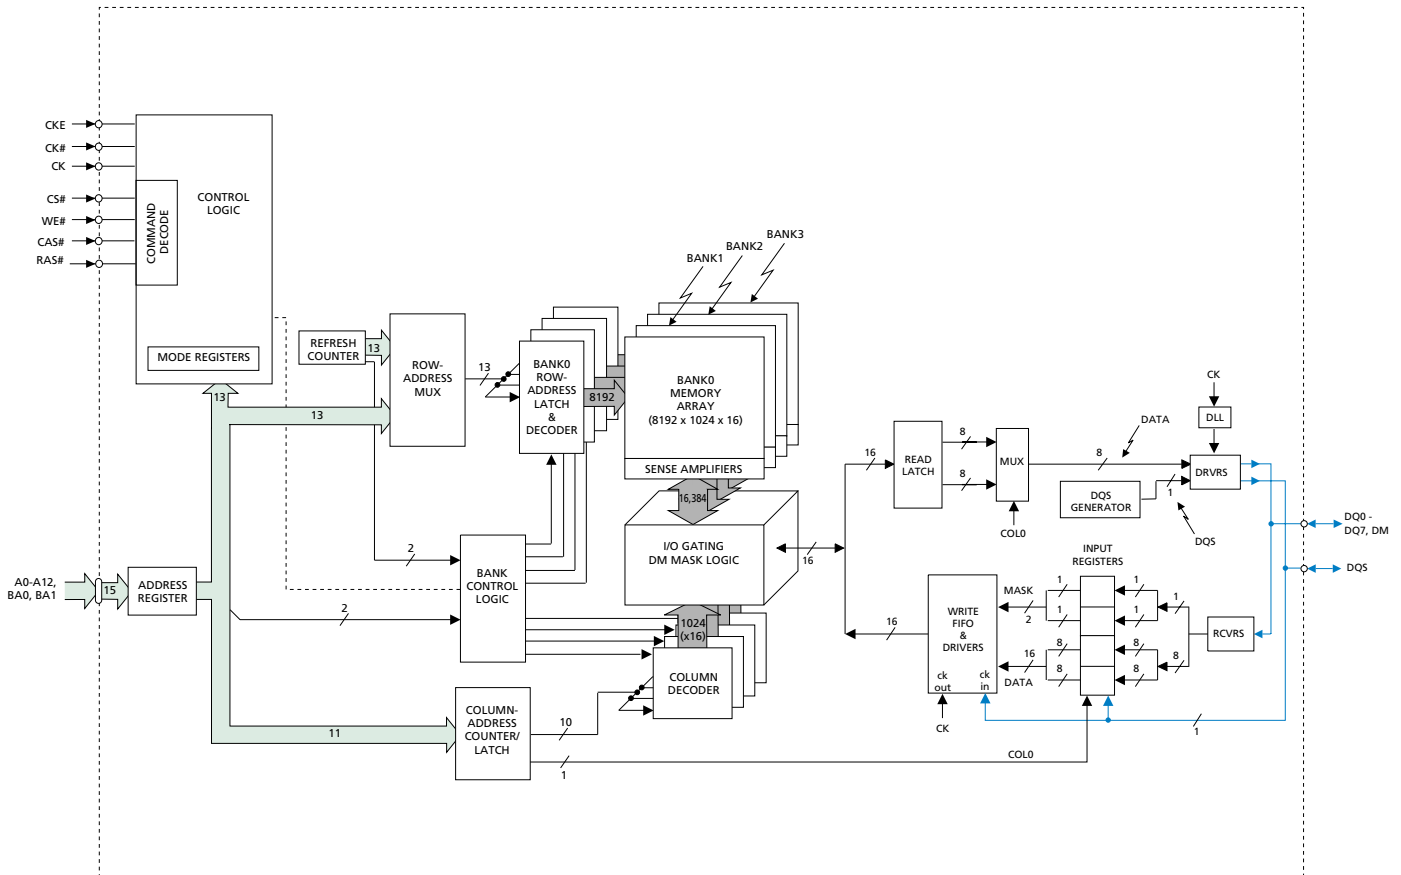 CKE
CK#
CK
CS#
WE#
CAS#
RAS#
COMMAND
DECODE
CONTROL
LOGIC
MODE REGISTERS
REFRESH
COUNTER
13
ROW-
ADDRESS
MUX
13
13
13
BANK0
ROW-
ADDRESS
LATCH
&
DECODER
8192
BANK1
BANK2
BANK3
BANK0
MEMORY
ARRAY
(8192 x 1024 x 16)
SENSE AMPLIFIERS
16,384
I/O GATING
DM MASK LOGIC
16
1024
(x16)
COLUMN
DECODER
2
2
BANK
CONTROL
LOGIC
A0-A12,
BA0, BA1
15
ADDRESS
REGISTER
11
COLUMN-
ADDRESS
COUNTER/
LATCH
10
1
COL0
16
READ
LATCH
8
8
MUX
COL0
8
DATA
CK
DLL
DRVRS
DQS
GENERATOR
1
DQS
DQ0 -
DQ7, DM
DQS
INPUT
REGISTERS
16
WRITE
FIFO
&
DRIVERS
ck
out
ck
in
CK
MASK
2
16
DATA
1
1
8
8
1
1
8
8
1
8
RCVRS
1